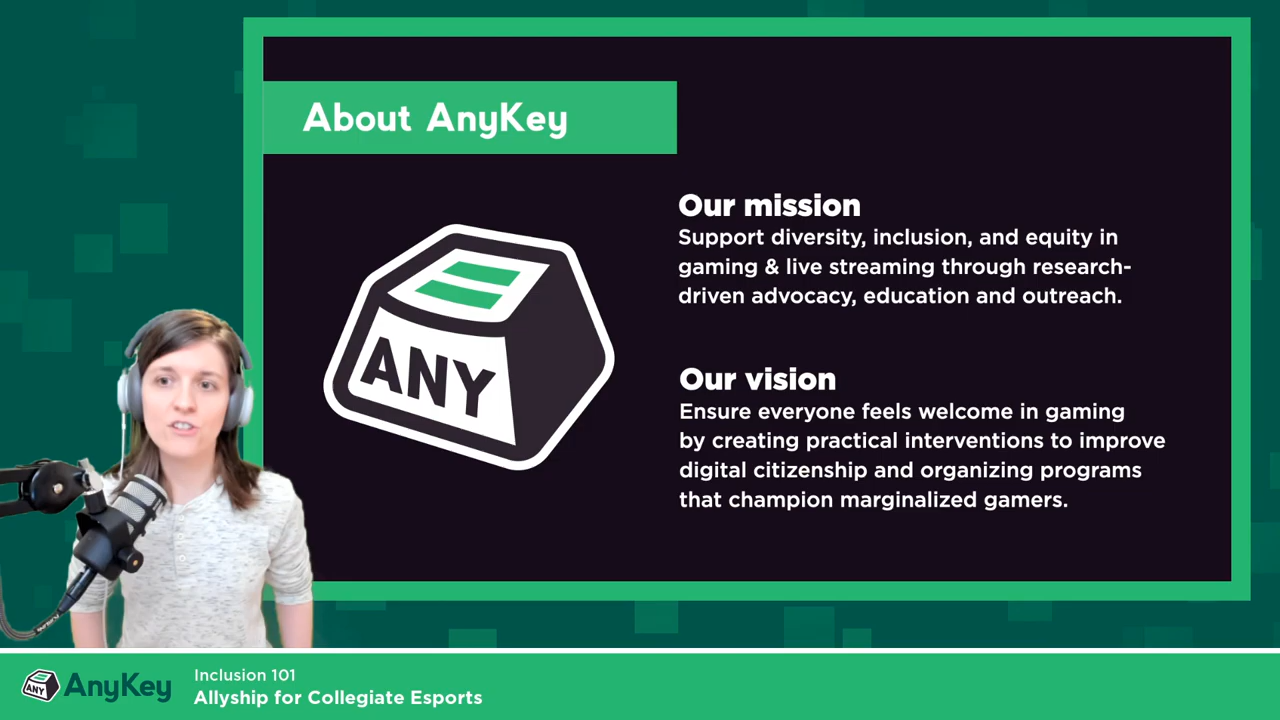 About AnyKey
ANY
Our mission
Support diversity, inclusion, and equity in
gaming & live streaming through research-
driven advocacy, education and outreach.
Our vision
Ensure everyone feels welcome in gaming
by creating practical interventions to improve
digital citizenship and organizing programs
that champion marginalized gamers.
ANY
AnyKey
Inclusion 101
Allyship for Collegiate Esports